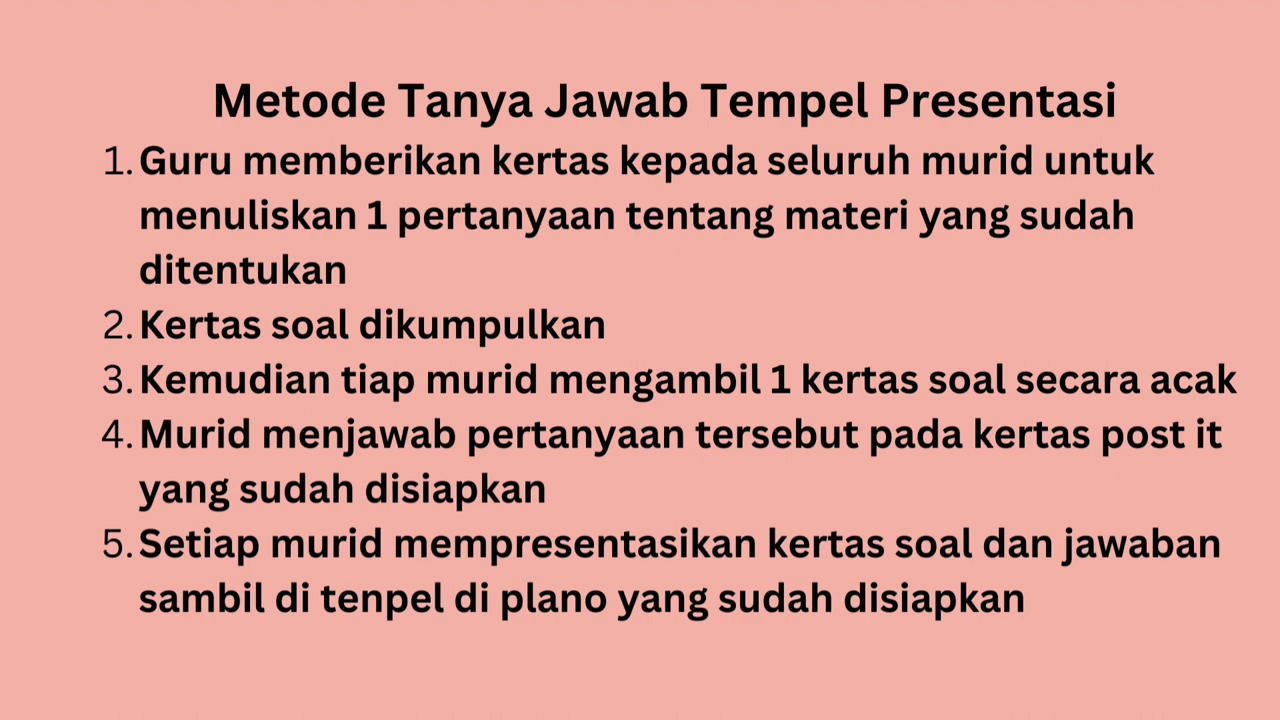 Metode Tanya Jawab Tempel Presentasi
1. Guru memberikan kertas kepada seluruh murid untuk
menuliskan 1 pertanyaan tentang materi yang sudah
ditentukan
2. Kertas soal dikumpulkan
3. Kemudian tiap murid mengambil 1 kertas soal secara acak
4. Murid menjawab pertanyaan tersebut pada kertas post it
yang sudah disiapkan
5. Setiap murid mempresentasikan kertas soal dan jawaban
sambil di tenpel di plano yang sudah disiapkan